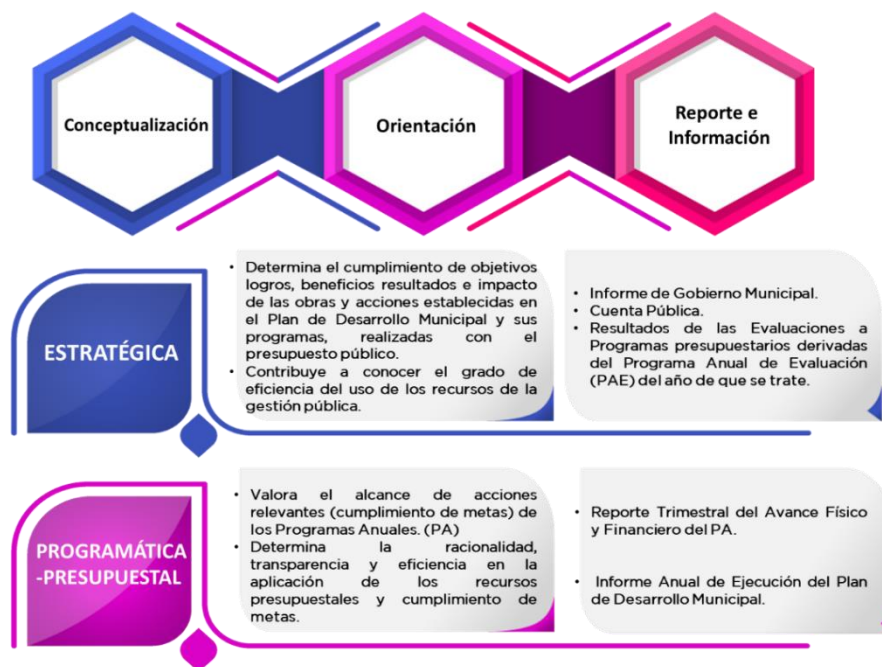 Conceptualización
Orientación
Reporte e
Información
ESTRATÉGICA
• Determina el cumplimiento de objetivos
logros, beneficios resultados e impacto
de las obras y acciones establecidas en
el Plan de Desarrollo Municipal y sus
programas, realizadas con el
presupuesto público.
• Contribuye a conocer el grado de
eficiencia del uso de los recursos de la
gestión pública.
• Informe de Gobierno Municipal.
• Cuenta Pública.
• Resultados de las Evaluaciones a
Programas presupuestarios derivadas
del Programa Anual de Evaluación
(PAE) del año de que se trate.
PROGRAMÁTICA
-PRESUPUESTAL
• Valora el alcance de acciones
relevantes (cumplimiento de metas) de
los Programas Anuales. (PA)
• Determina la racionalidad,
transparencia y eficiencia en la
aplicación de los recursos
presupuestales y cumplimiento de
metas.
• Reporte Trimestral del Avance Físico
y Financiero del PA.
• Informe Anual de Ejecución del Plan
de Desarrollo Municipal.